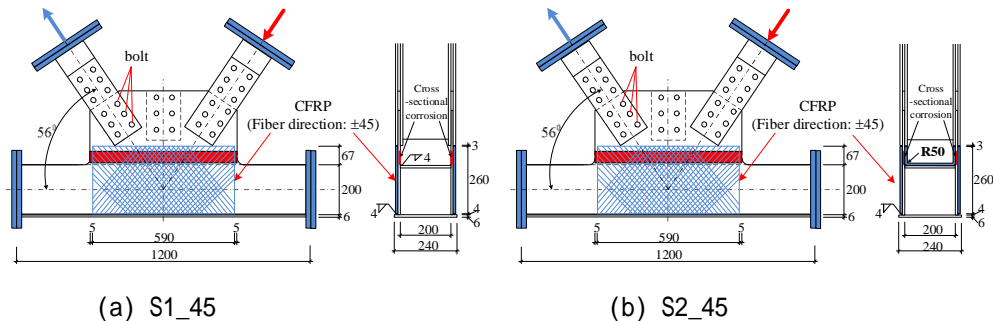 bolt
56°
CFRP
(Fiber direction: ±45)
Cross
-sectional
corrosion
4
3
67
200
260
6
4
4
6
5
5
590
200
240
1200
(a) S1_45
bolt
56°
CFRP
(Fiber direction: ±45)
Cross
-sectional
corrosion
R50
3
67
200
260
6
4
4
6
5
5
590
200
240
1200
(b) S2_45